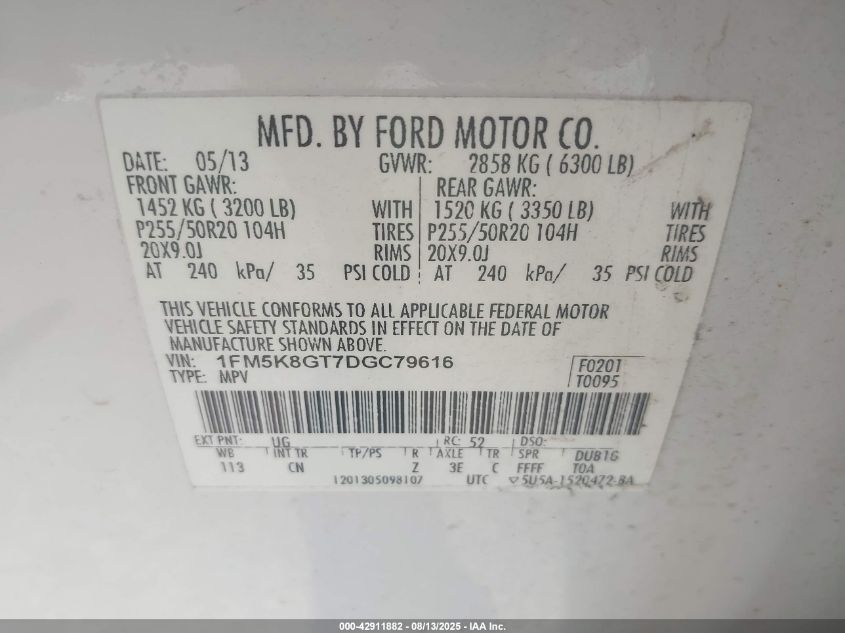 MFD. BY FORD MOTOR CO.
DATE: 05/13 GVWR: 2858 KG ( 6300 LB)
FRONT GAWR: REAR GAWR:
1452 KG ( 3200 LB) WITH 1520 KG ( 3350 LB) WITH
P255/50R20 104H TIRES P255/50R20 104H TIRES
20X9.0J RIMS 20X9.0J RIMS
AT 240 kPa/ 35 PSI COLD AT 240 kPa/ 35 PSI COLD
THIS VEHICLE CONFORMS TO ALL APPLICABLE FEDERAL MOTOR
VEHICLE SAFETY STANDARDS IN EFFECT ON THE DATE OF
MANUFACTURE SHOWN ABOVE.
VIN: 1FM5K8GT7DGC79616 F0201
TYPE: MPV T0095
EXT PNT: UG RC: 52 DSO:
WB INT TR TP/PS R AXLE TR SPR DUB1G
113 CN Z 3E C FFFF TOA
1201305098107 UTC ▽5U5A-1520472-BA
000-42911882 - 08/13/2025 - IAA Inc.